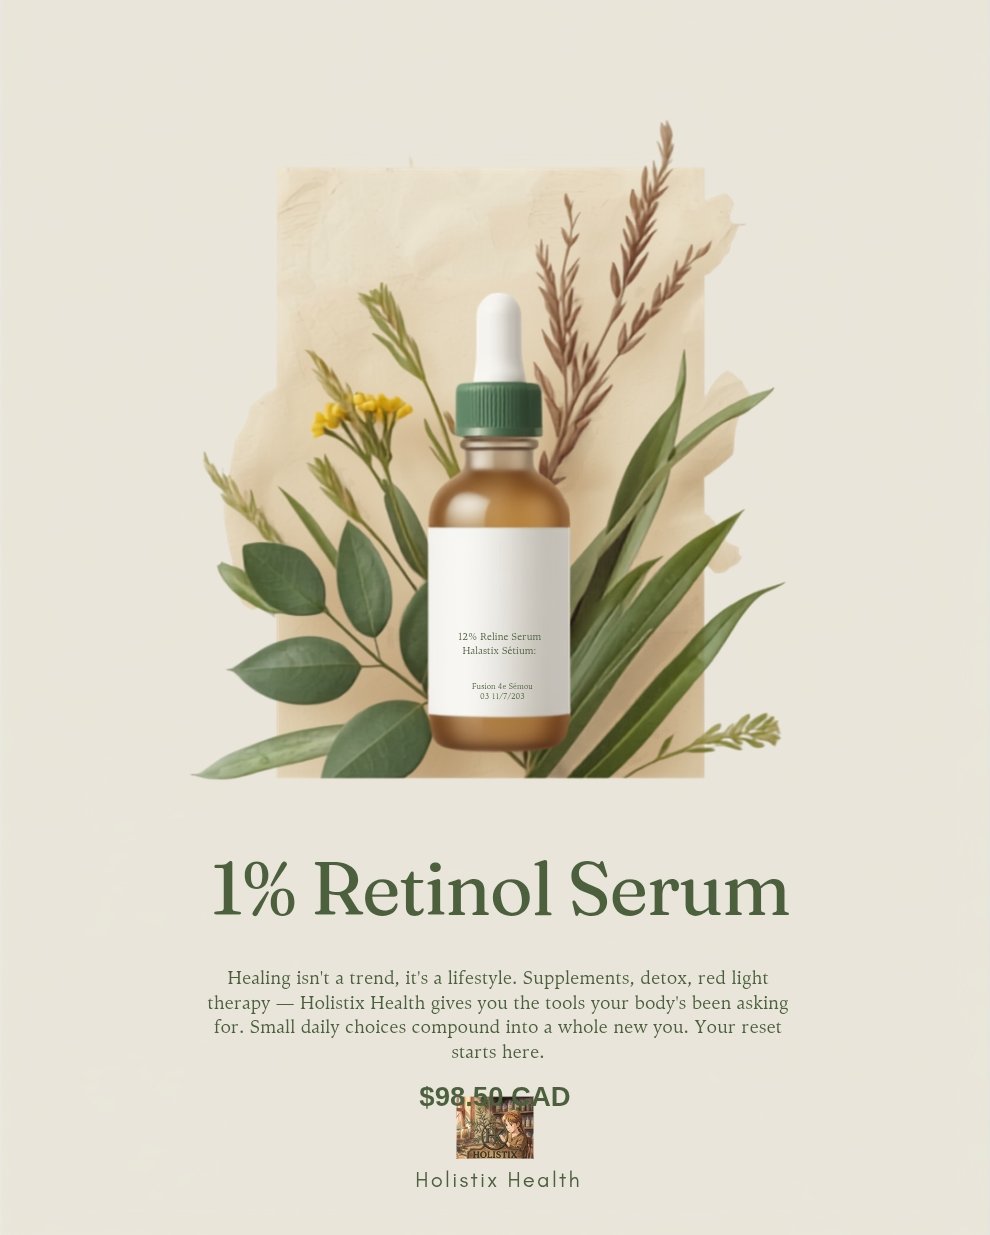 12% Reline Serum
Halastix Sétium:
Fusion 4e Sémou
03 11/7/203
1% Retinol Serum
Healing isn't a trend, it's a lifestyle. Supplements, detox, red light
therapy — Holistix Health gives you the tools your body's been asking
for. Small daily choices compound into a whole new you. Your reset
starts here.
$98.50 CAD
HOLISTIX
Holistix Health